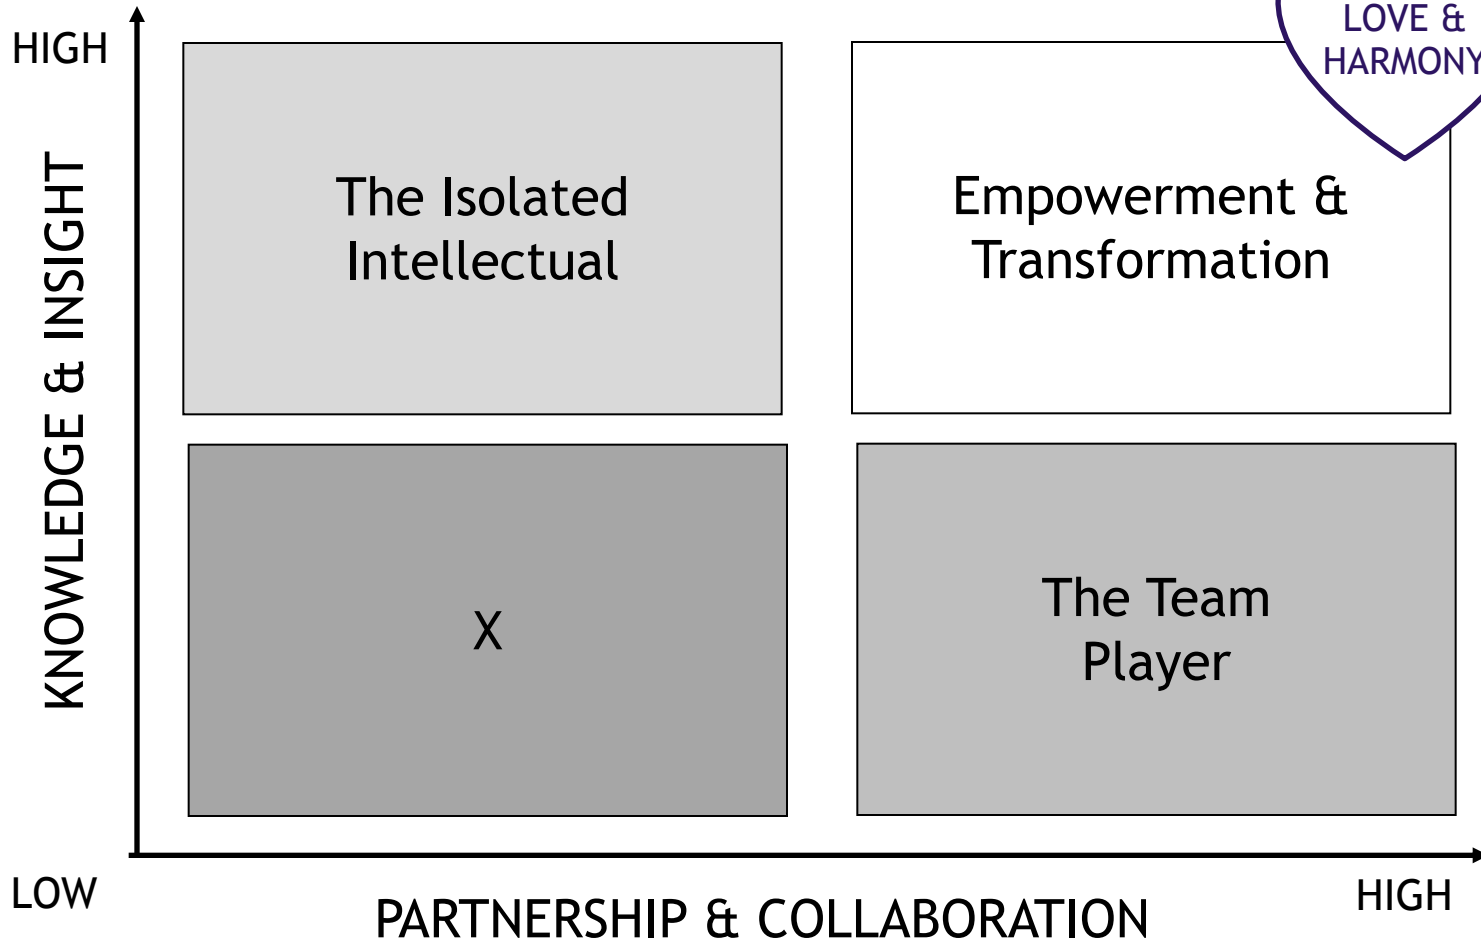 LOVE &
HARMONY
HIGH
The Isolated
Intellectual
Empowerment &
Transformation
KNOWLEDGE & INSIGHT
X
The Team
Player
LOW
HIGH
PARTNERSHIP & COLLABORATION